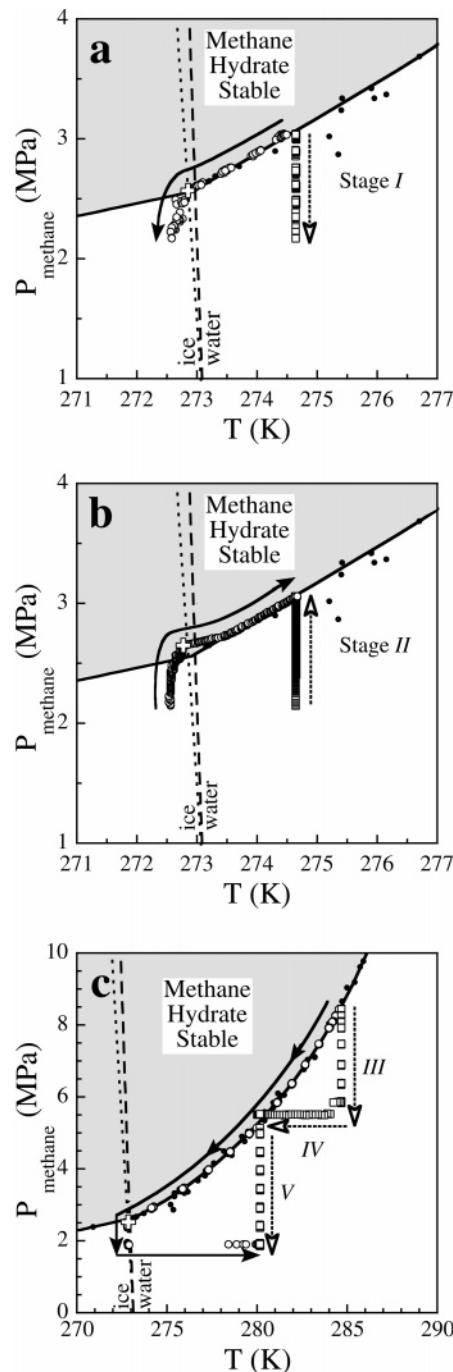 a
Methane
Hydrate
Stable
Stage I
ice
water
P methane (MPa)
4
3
2
1
271 272 273 274 275 276 277
T (K)
b
Methane
Hydrate
Stable
Stage II
ice
water
P methane (MPa)
4
3
2
1
271 272 273 274 275 276 277
T (K)
c
Methane
Hydrate
Stable
III
IV
V
ice
water
P methane (MPa)
10
8
6
4
2
0
270 275 280 285 290
T (K)